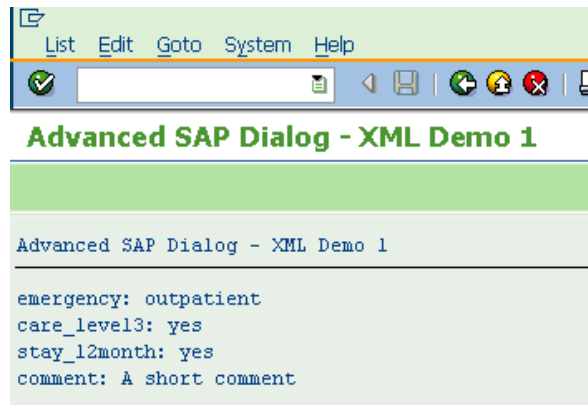 List Edit Goto System Help
Advanced SAP Dialog - XML Demo 1
Advanced SAP Dialog - XML Demo 1
emergency: outpatient
care_level3: yes
stay_12month: yes
comment: A short comment